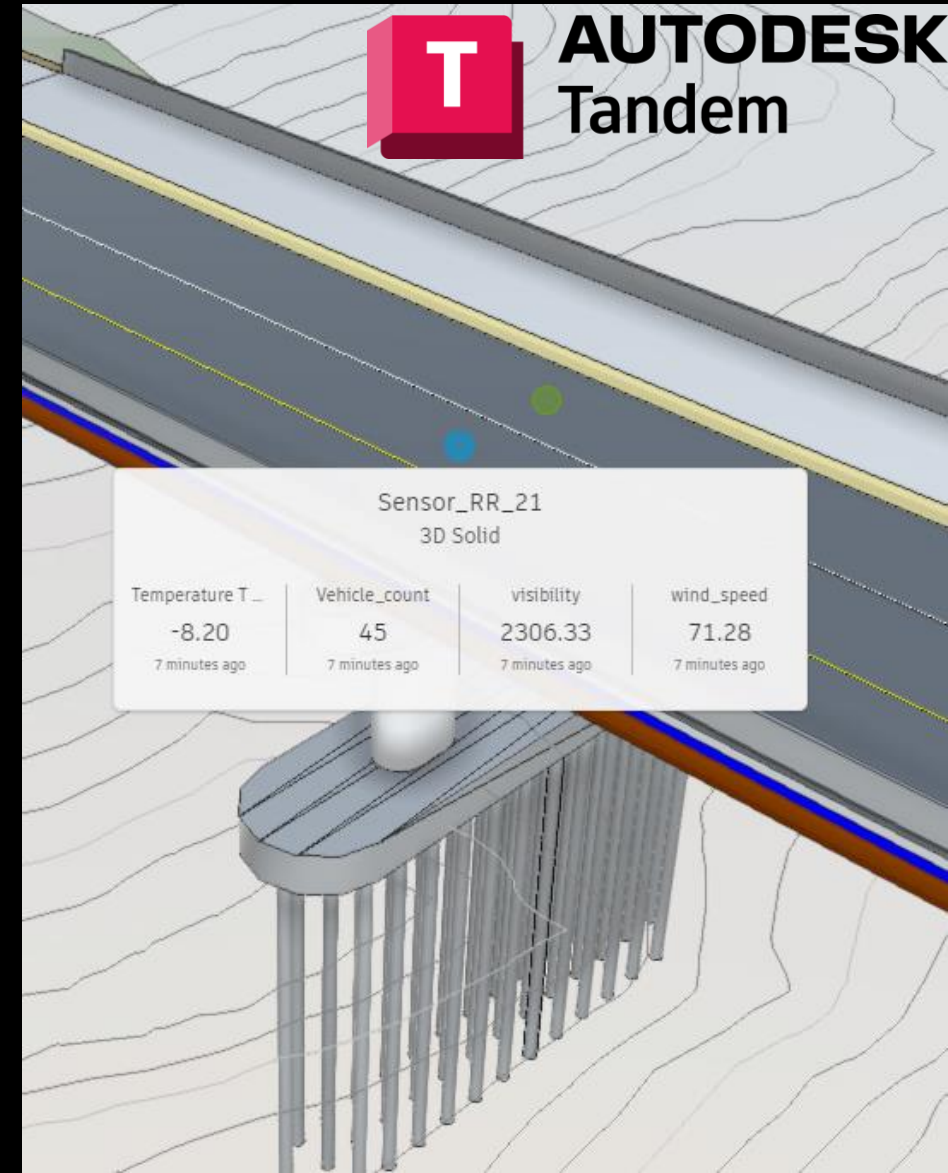 T
AUTODESK
Tandem
Sensor_RR_21
3D Solid
Temperature T ...
-8.20
7 minutes ago
Vehicle_count
45
7 minutes ago
visibility
2306.33
7 minutes ago
wind_speed
71.28
7 minutes ago